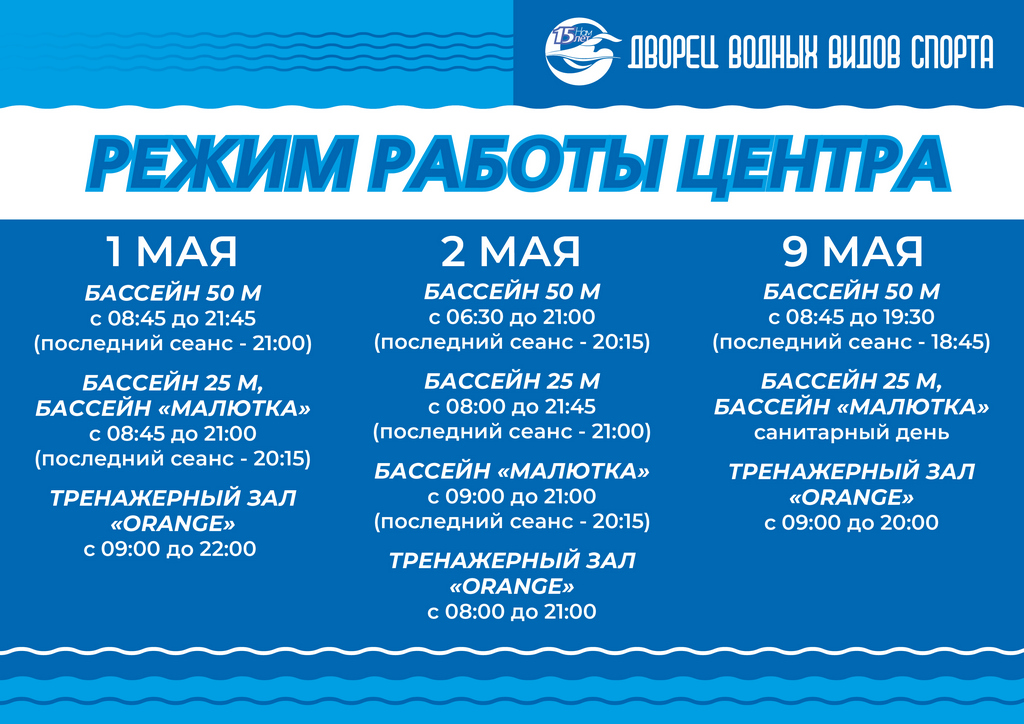 15 Нам лет
ДВОРЕЦ ВОДНЫХ ВИДОВ СПОРТА
РЕЖИМ РАБОТЫ ЦЕНТРА
1 МАЯ
БАССЕЙН 50 М
с 08:45 до 21:45
(последний сеанс - 21:00)
БАССЕЙН 25 М,
БАССЕЙН «МАЛЮТКА»
с 08:45 до 21:00
(последний сеанс - 20:15)
ТРЕНАЖЕРНЫЙ ЗАЛ
«ORANGE»
с 09:00 до 22:00
2 МАЯ
БАССЕЙН 50 М
с 06:30 до 21:00
(последний сеанс - 20:15)
БАССЕЙН 25 М
с 08:00 до 21:45
(последний сеанс - 21:00)
БАССЕЙН «МАЛЮТКА»
с 09:00 до 21:00
(последний сеанс - 20:15)
ТРЕНАЖЕРНЫЙ ЗАЛ
«ORANGE»
с 08:00 до 21:00
9 МАЯ
БАССЕЙН 50 М
с 08:45 до 19:30
(последний сеанс - 18:45)
БАССЕЙН 25 М,
БАССЕЙН «МАЛЮТКА»
санитарный день
ТРЕНАЖЕРНЫЙ ЗАЛ
«ORANGE»
с 09:00 до 20:00